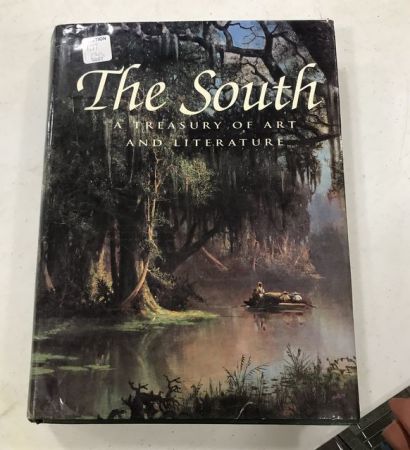 The South
A TREASURY OF ART
AND LITERATURE